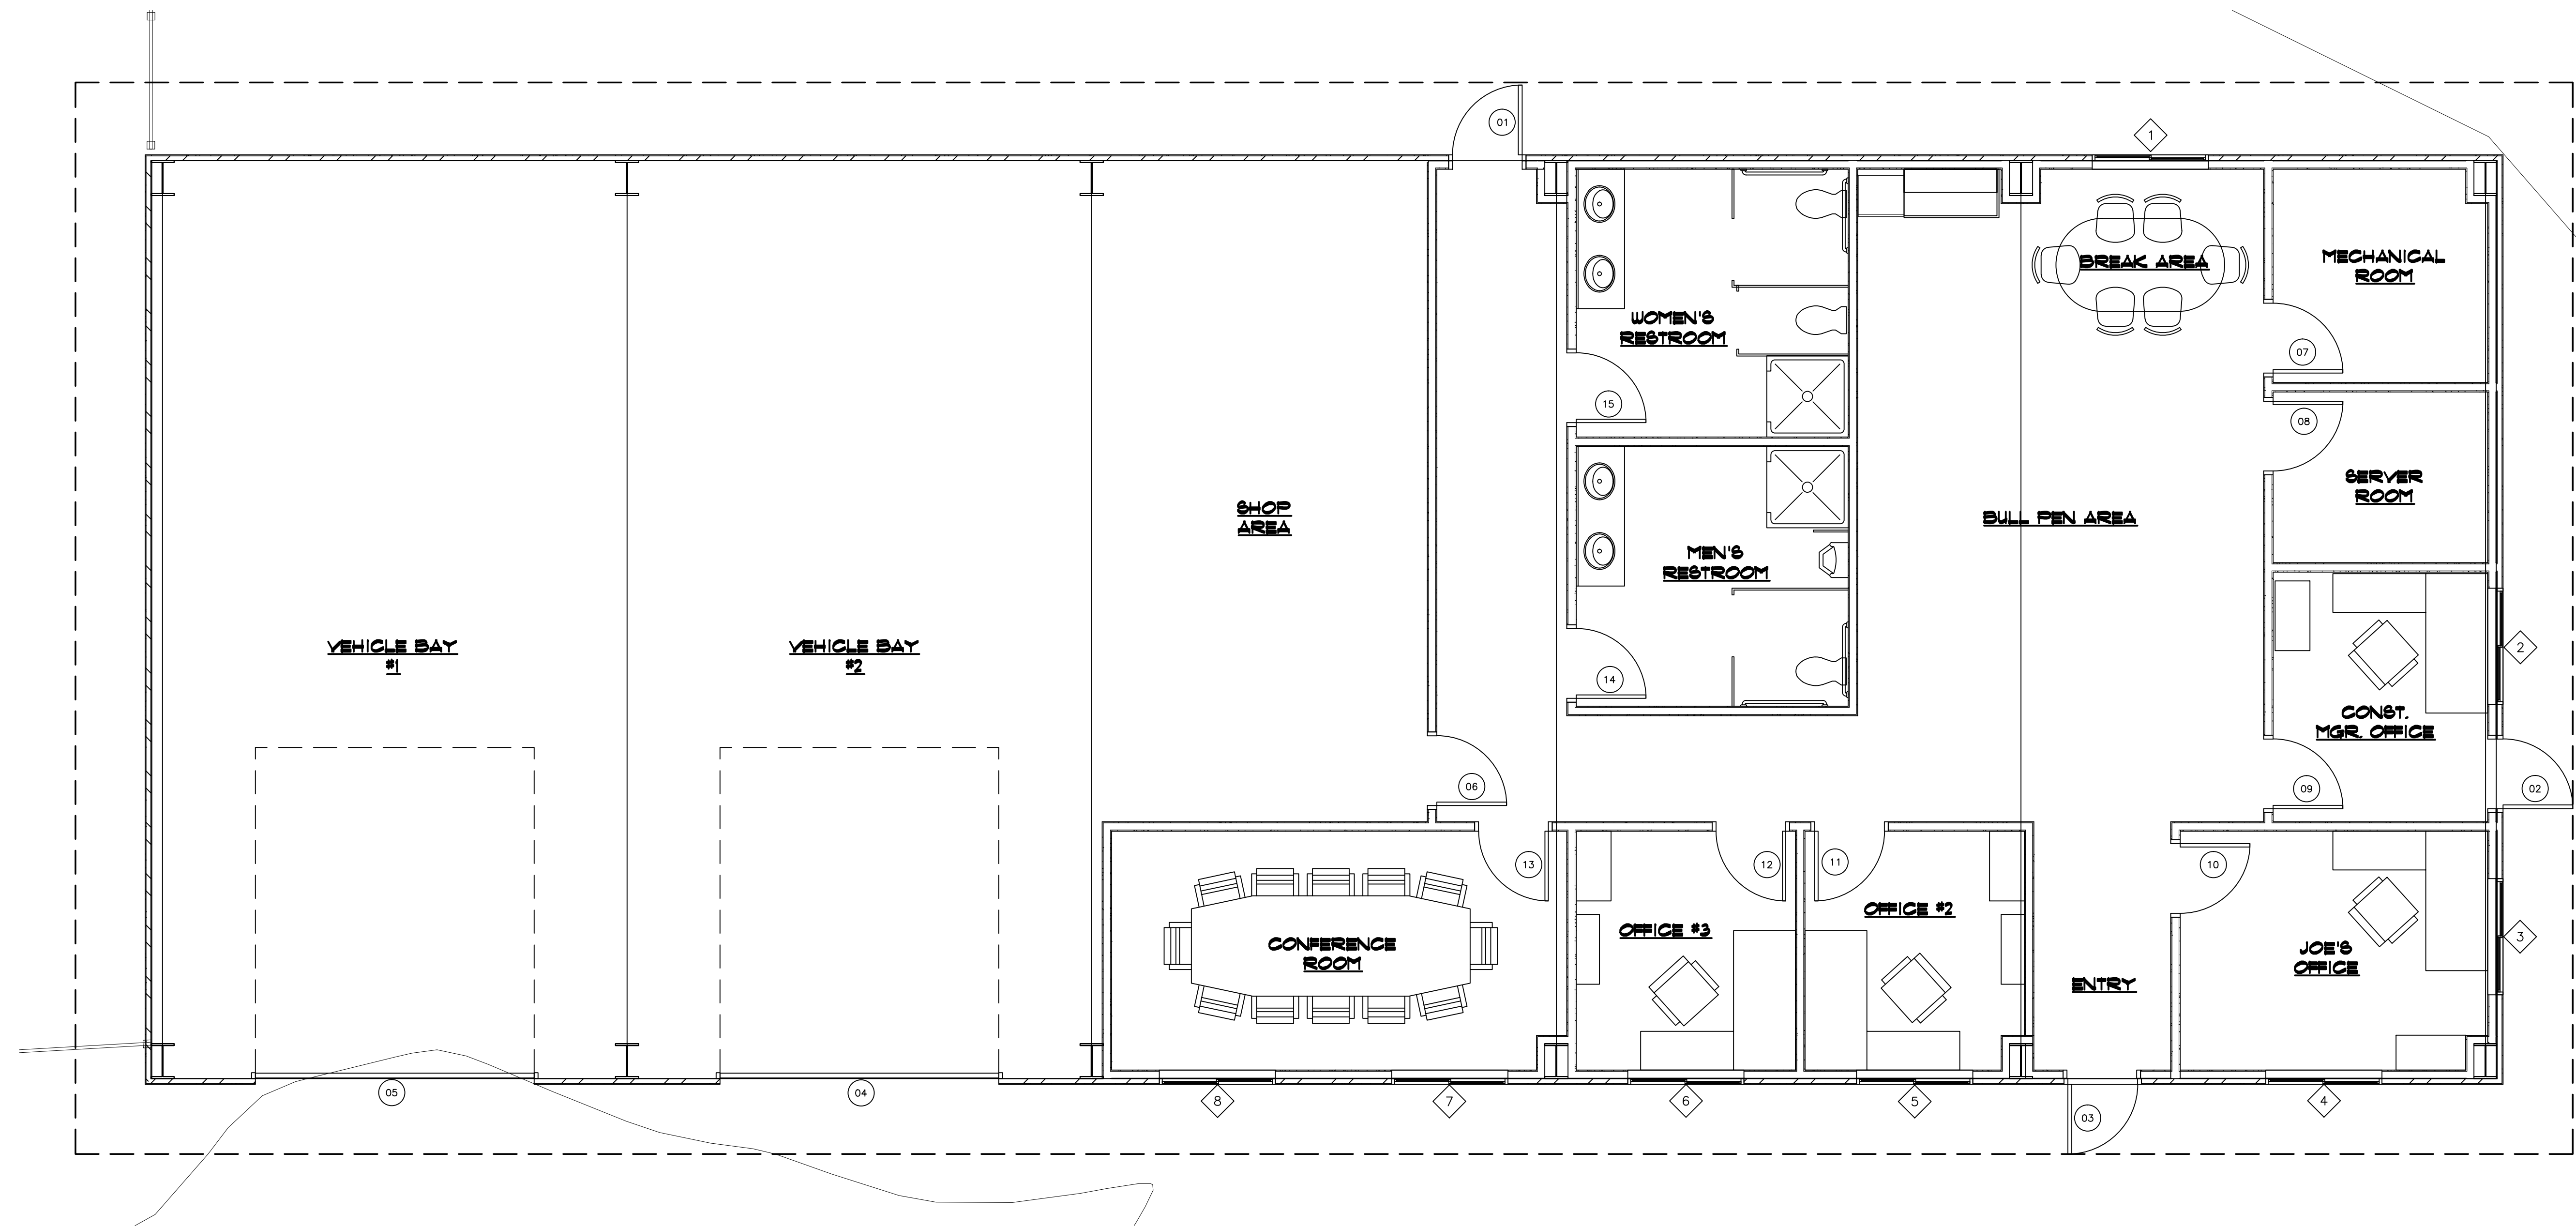 01
1
BREAK AREA
MECHANICAL
ROOM
WOMEN'S
RESTROOM
07
15
08
SERVER
ROOM
SHOP
AREA
BULL PEN AREA
MEN'S
RESTROOM
VEHICLE BAY
#1
VEHICLE BAY
#2
2
14
CONST.
MGR. OFFICE
06
09
02
13
12
11
10
OFFICE #3
OFFICE #2
CONFERENCE
ROOM
JOE'S
OFFICE
3
ENTRY
05
04
8
7
6
5
03
4